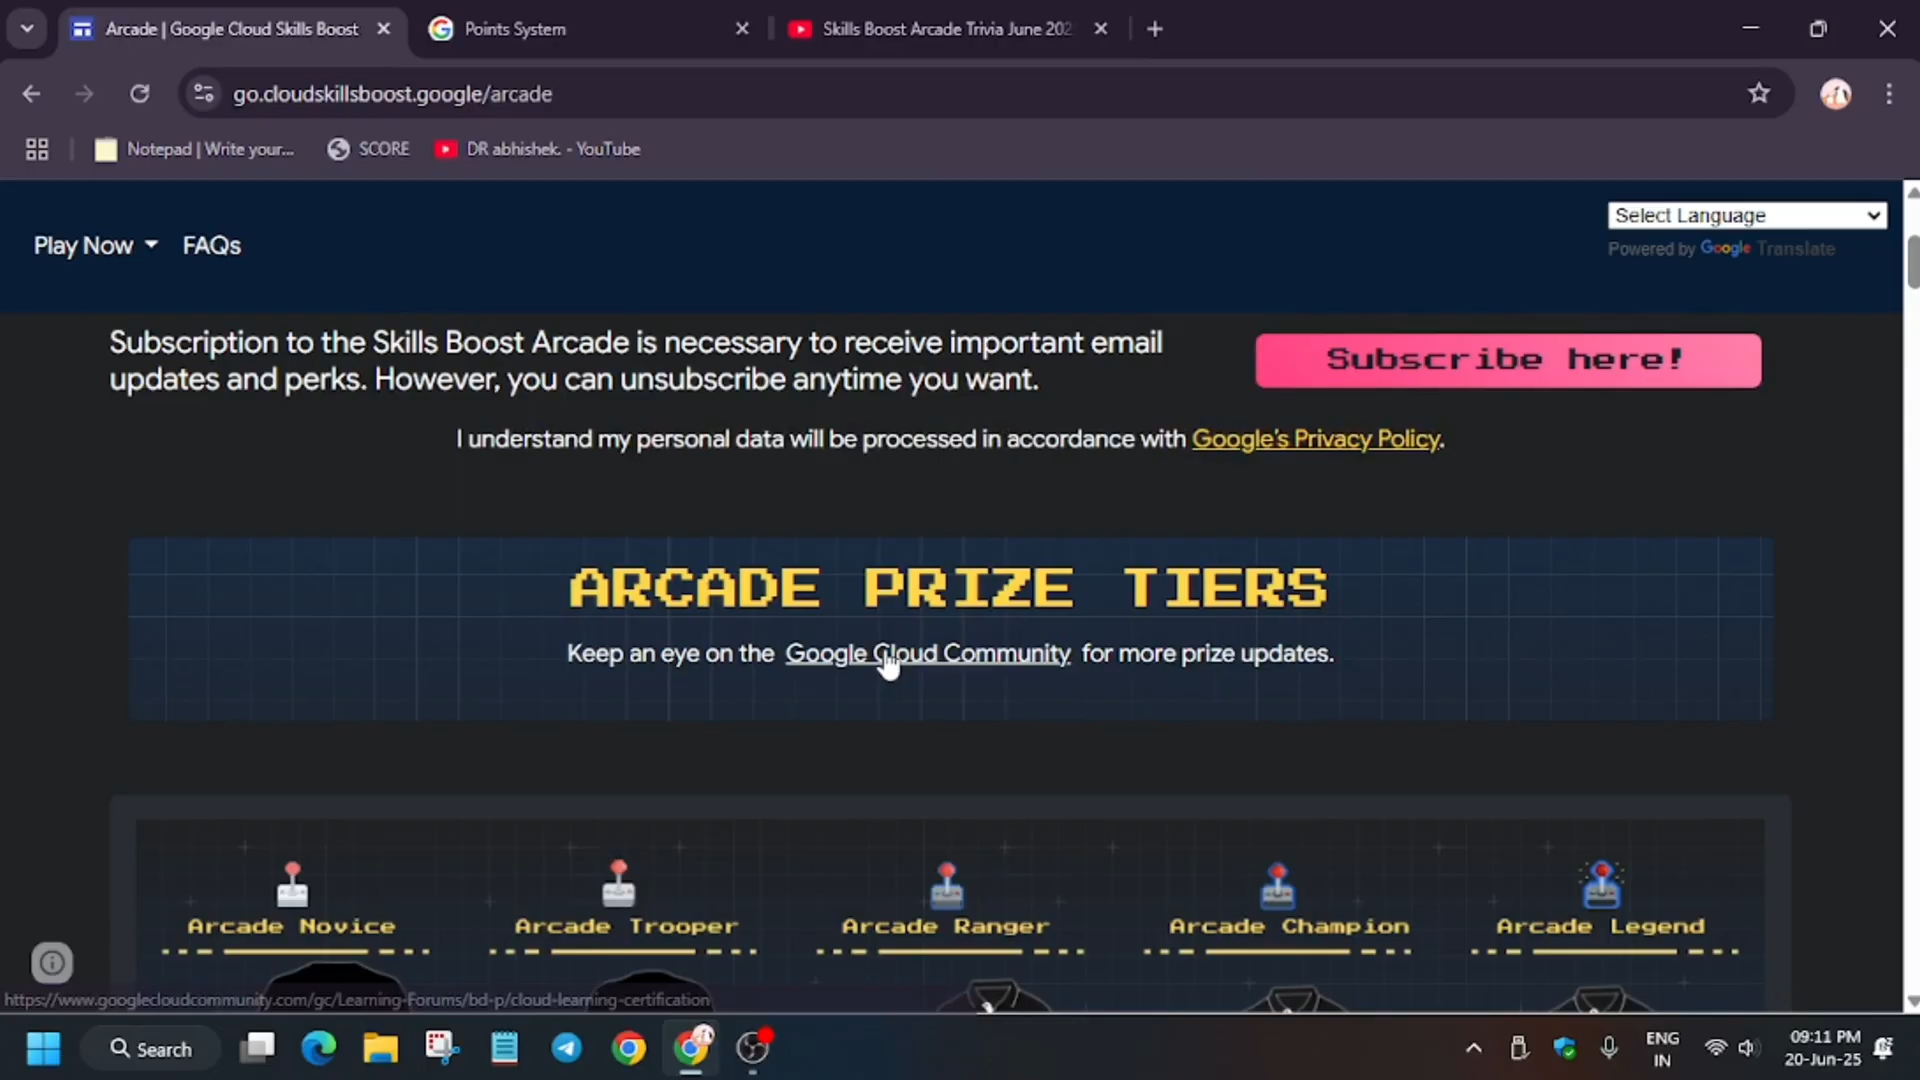 Arcade | Google Cloud Skills Boost
Points System
Skills Boost Arcade Trivia June 202
go.cloudskillsboost.google/arcade
Notepad | Write your...
SCORE
DR abhishek. - YouTube
Play Now
FAQs
Select Language
Powered by Google Translate
Subscription to the Skills Boost Arcade is necessary to receive important email
updates and perks. However, you can unsubscribe anytime you want.
Subscribe here!
I understand my personal data will be processed in accordance with Google's Privacy Policy.
ARCADE PRIZE TIERS
Keep an eye on the Google Cloud Community for more prize updates.
Arcade Novice
Arcade Trooper
Arcade Ranger
Arcade Champion
Arcade Legend
https://www.googlecloudcommunity.com/gc/Learning-Forums/bd-p/cloud-learning-certification
Search
ENG
IN
09:11 PM
20-Jun-25